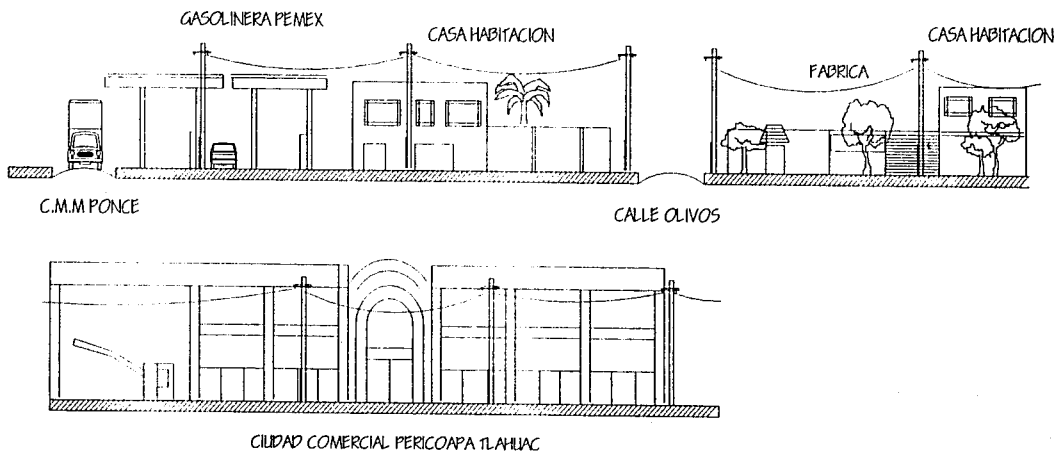 GASOLINERA PEMEX
CASA HABITACION
CASA HABITACION
FABRICA
C.M.M PONCE
CALLE OLIVOS
CIUDAD COMERCIAL PERICOAPA TLAHUAC